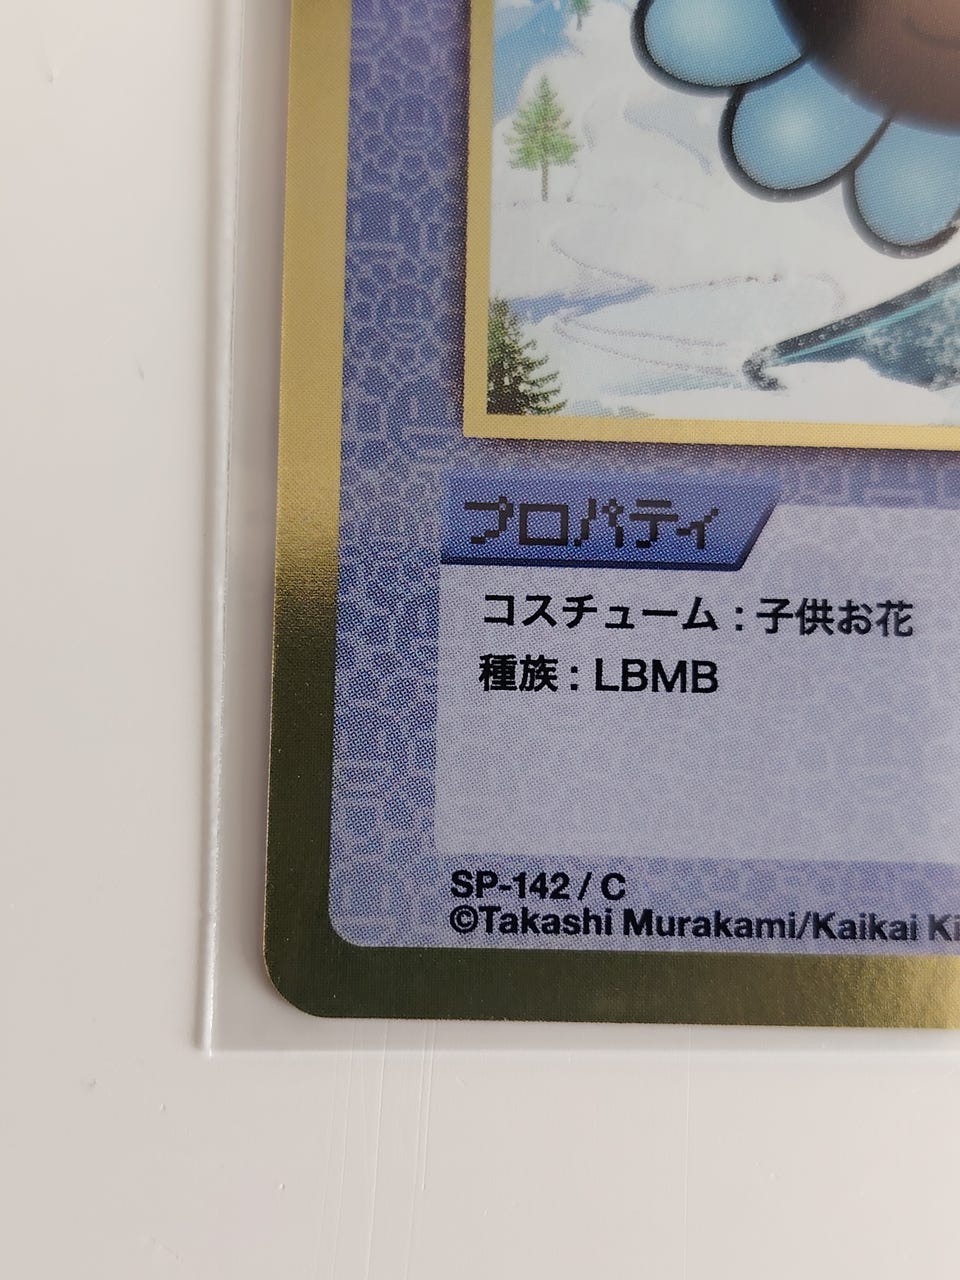 プロパティ
コスチューム : 子供お花
種族 : LBMB
SP-142 / C
©Takashi Murakami/Kaikai Ki